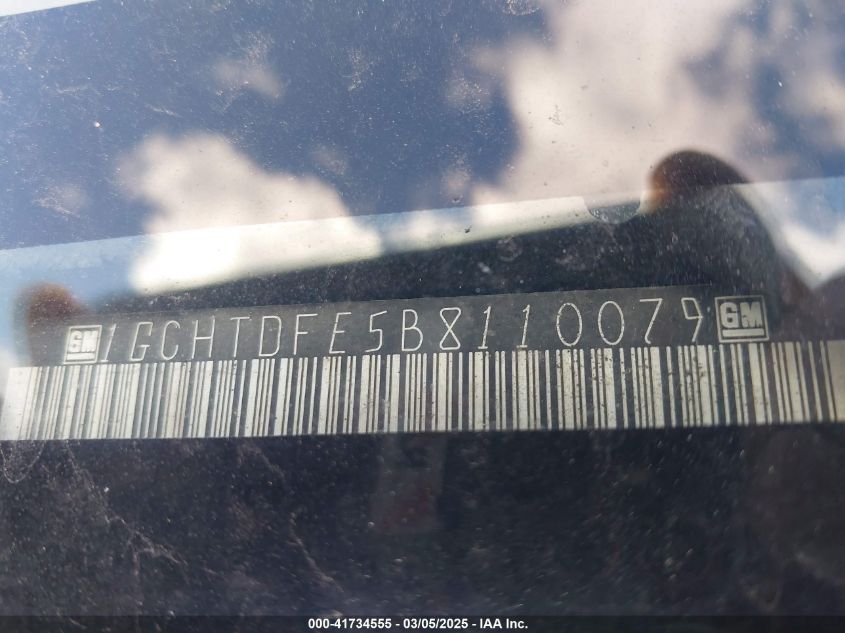 GM 1GCHTDFE5B8110079 GM
000-41734555 | 03/05/2025 - IAA Inc.